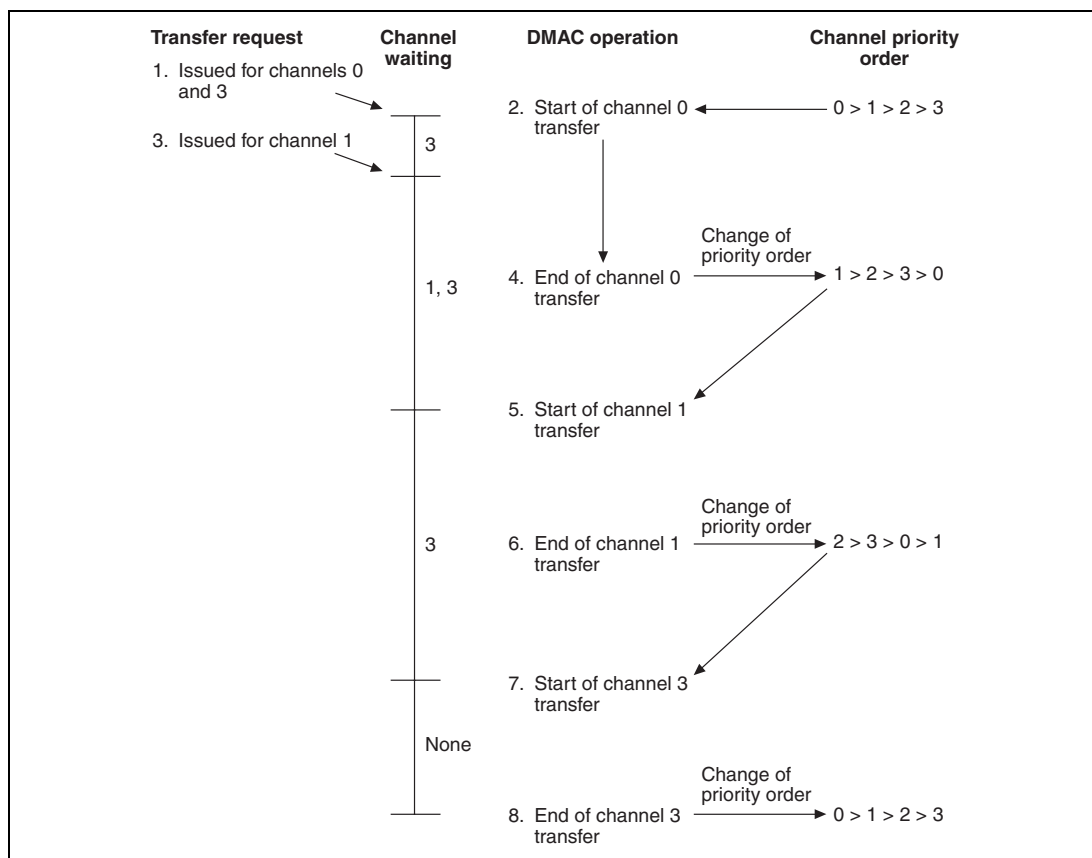 Transfer request
Channel
waiting
DMAC operation
Channel priority
order
1. Issued for channels 0
and 3
2. Start of channel 0
transfer
0 > 1 > 2 > 3
3. Issued for channel 1
3
1, 3
4. End of channel 0
transfer
Change of
priority order
1 > 2 > 3 > 0
5. Start of channel 1
transfer
3
6. End of channel 1
transfer
Change of
priority order
2 > 3 > 0 > 1
7. Start of channel 3
transfer
None
8. End of channel 3
transfer
Change of
priority order
0 > 1 > 2 > 3